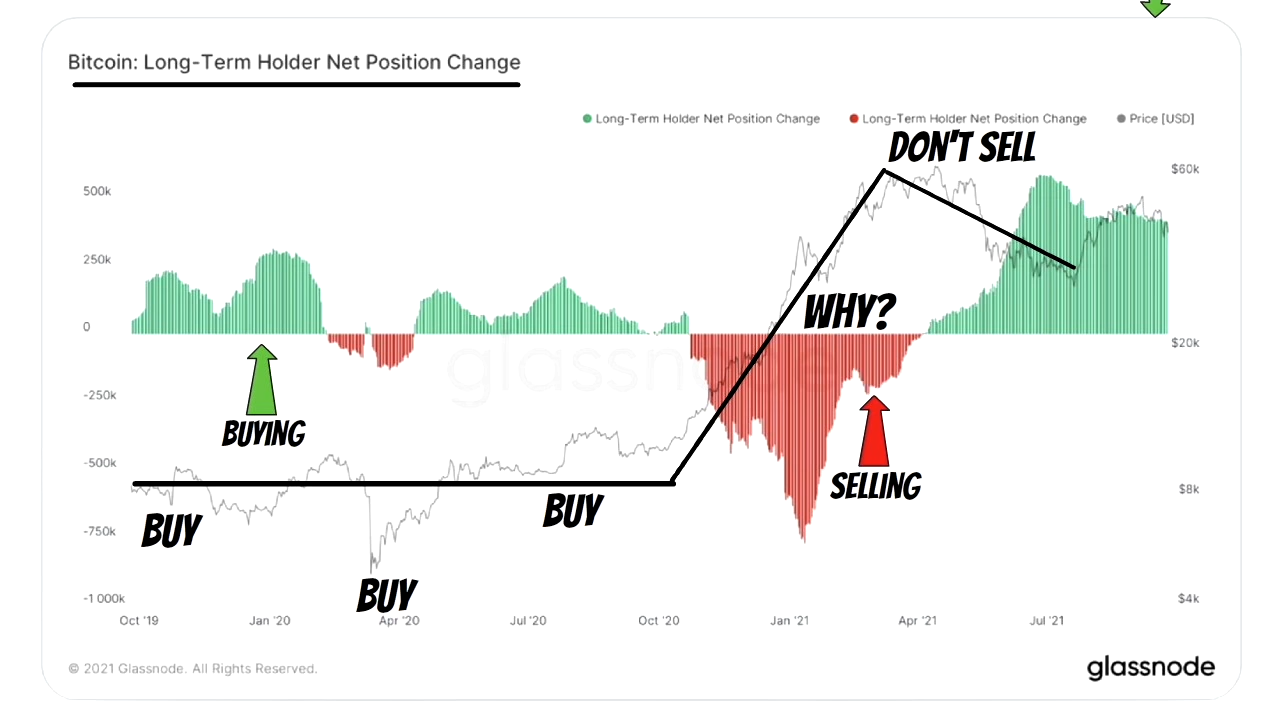 Bitcoin: Long-Term Holder Net Position Change
Long-Term Holder Net Position Change
Long-Term Holder Net Position Change
Price [USD]
DON'T SELL
500k
250k
0
-250k
-500k
-750k
-1 000k
$60k
$20k
$8k
$4k
WHY?
glassnode
BUYING
SELLING
BUY
BUY
BUY
Oct '19
Jan '20
Apr '20
Jul '20
Oct '20
Jan '21
Apr '21
Jul '21
© 2021 Glassnode. All Rights Reserved.
glassnode